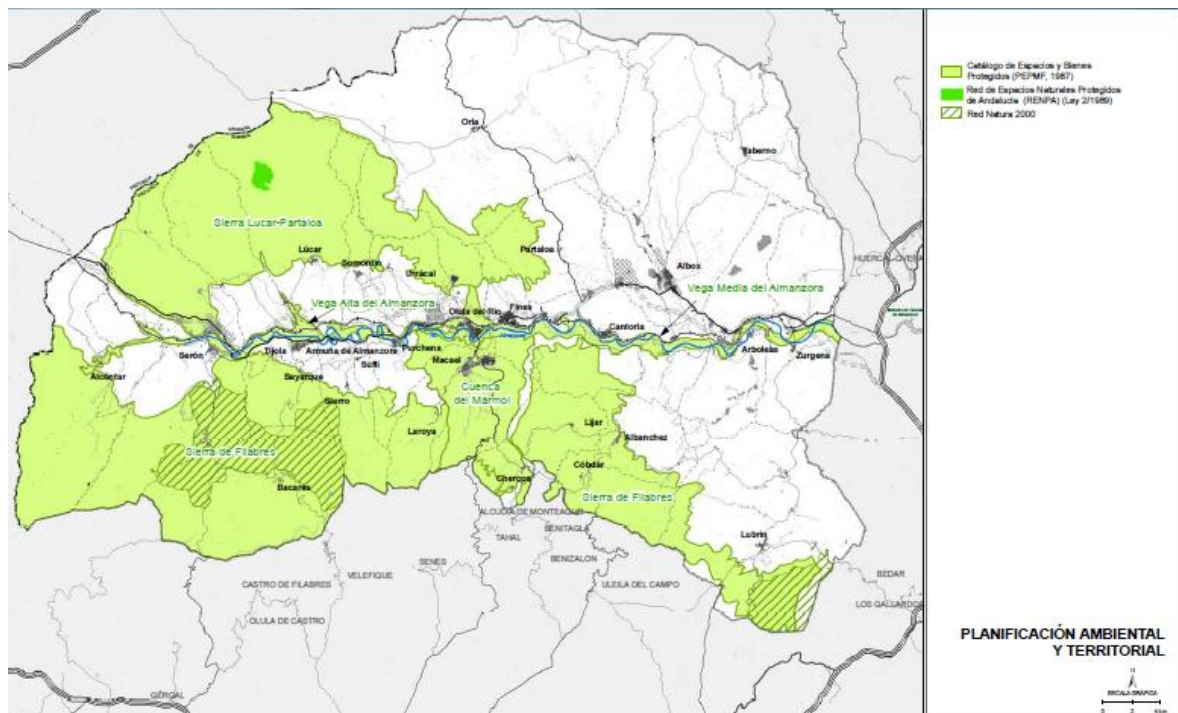 Catálogo de Espacios y Bienes
Protegidos (PEPMF, 1987)
Red de Espacios Naturales Protegidos
de Andalucía (RENPA) (Ley 2/1989)
Red Natura 2000
Oria
Taberno
Sierra Lucar-Partaloa
Lúcar
Somontín
Urrácal
Partaloa
Albox
HUERCAL-OVERA
Vega Alta del Almanzora
Vega Media del Almanzora
Olula del Río
Fines
Cantoria
Serón
Tíjola
Armuña de Almanzora
Purchena
Suflí
Macael
Arboleas
Zurgena
Alcóntar
Bayarque
Sierro
Cuenca
del Mármol
Laroya
Líjar
Albanchez
Sierra de Filabres
Bacares
Chercos
Cóbdar
Sierra de Filabres
ALCUDIA DE MONTEAGUD
TAHAL
BENITAGLA
BENIZALON
Lubrín
SENES
VELEFIQUE
CASTRO DE FILABRES
ULEILA DEL CAMPO
BEDAR
LOS GALLARDOS
OLULA DE CASTRO
GÉRGAL
PLANIFICACIÓN AMBIENTAL
Y TERRITORIAL
N
ESCALA GRÁFICA